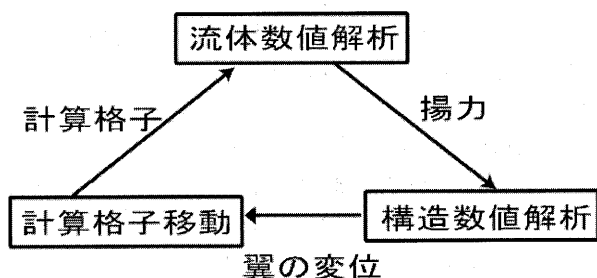 流体数値解析
計算格子
揚力
計算格子移動
構造数値解析
翼の変位